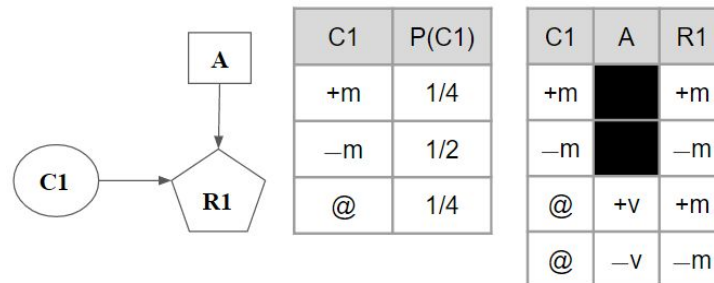 A
C1
R1
C1 P(C1)
+m 1/4
—m 1/2
@ 1/4
C1 A R1
+m +m
—m —m
@ +v +m
@ —v —m